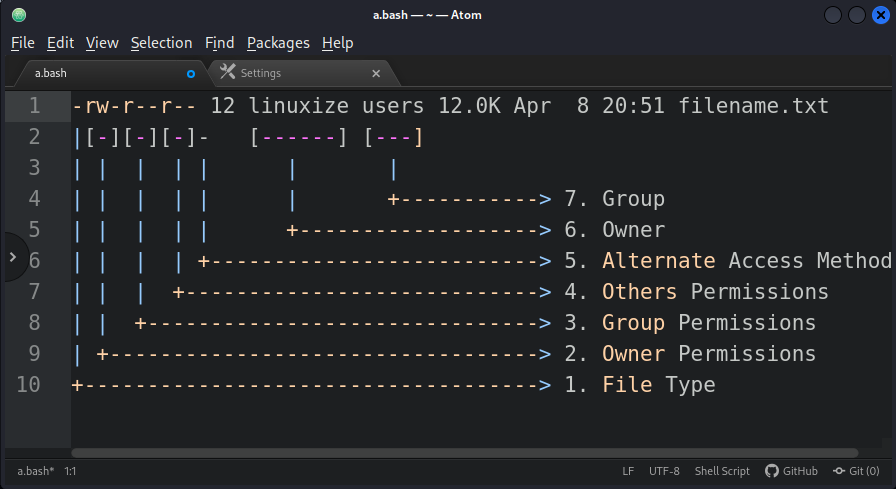 a.bash — ~ — Atom
File Edit View Selection Find Packages Help
a.bash Settings
1 -rw-r--r-- 12 linuxize users 12.0K Apr  8 20:51 filename.txt
2 |[-][-][-]-   [------] [---]
3 | |  |  | |      |       |
4 | |  |  | |      |       +-----------> 7. Group
5 | |  |  | |      +-------------------> 6. Owner
6 | |  |  | +--------------------------> 5. Alternate Access Method
7 | |  |  +----------------------------> 4. Others Permissions
8 | |  +-------------------------------> 3. Group Permissions
9 | +----------------------------------> 2. Owner Permissions
10 +------------------------------------> 1. File Type
a.bash* 1:1 LF UTF-8 Shell Script GitHub Git (0)